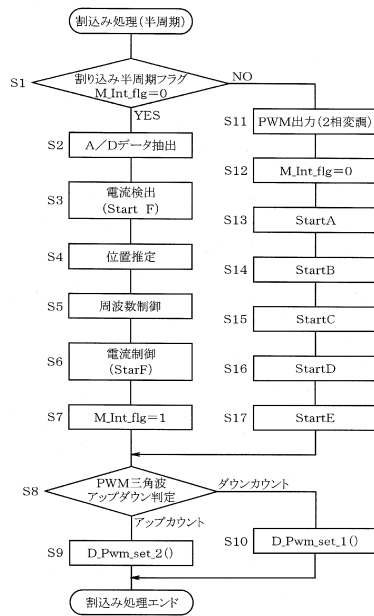 割込み処理(半周期)
S1
割り込み半周期フラグ
M_Int_flg=0
NO
YES
S2
A/Dデータ抽出
S3
電流検出
(Start F)
S4
位置推定
S5
周波数制御
S6
電流制御
(StarF)
S7
M_Int_flg=1
S11
PWM出力(2相変調)
S12
M_Int_flg=0
S13
StartA
S14
StartB
S15
StartC
S16
StartD
S17
StartE
S8
PWM三角波
アップダウン判定
ダウンカウント
アップカウント
S9
D_Pwm_set_2()
S10
D_Pwm_set_1()
割込み処理エンド